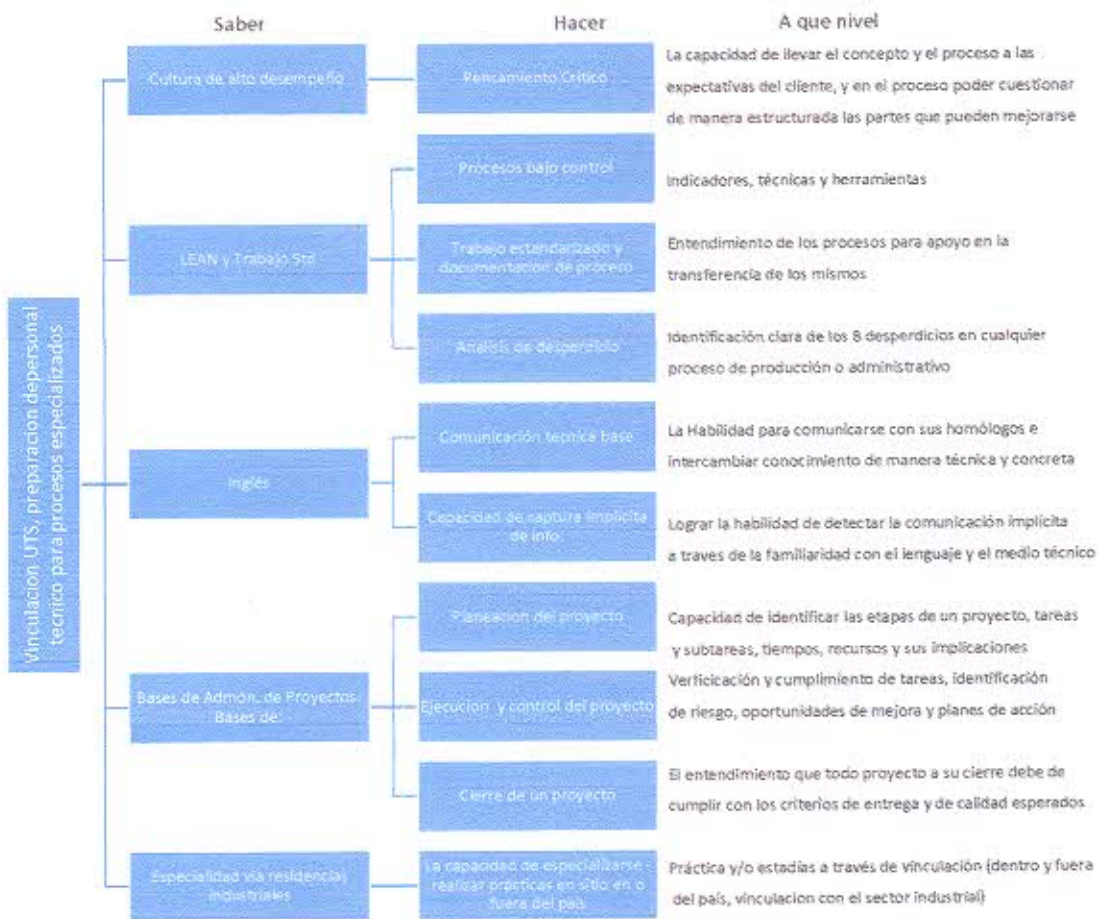 Saber
Hacer
A que nivel
Vinculacion UTS, preparacion depersonal
tecnico para procesos especializados
Cultura de alto desempeño
Pensamiento Crítico
La capacidad de llevar el concepto y el proceso a las
expectativas del cliente, y en el proceso poder cuestionar
de manera estructurada las partes que pueden mejorarse
LEAN y Trabajo Std
Procesos bajo control
Indicadores, técnicas y herramientas
Trabajo estandarizado y
documentacion de proceso
Entendimiento de los procesos para apoyo en la
transferencia de los mismos
Analisis de desperdicio
Identificación clara de los 8 desperdicios en cualquier
proceso de producción o administrativo
Inglés
Comunicación tecnica base
La Habilidad para comunicarse con sus homólogos e
intercambiar conocimiento de manera técnica y concreta
Capacidad de captura implicita
de info.
Lograr la habilidad de detectar la comunicación implícita
a traves de la familiaridad con el lenguaje y el medio técnico
Bases de Admón. de Proyectos
Bases de:
Planeacion del proyecto
Capacidad de identificar las etapas de un proyecto, tareas
y subtareas, tiempos, recursos y sus implicaciones
Ejecucion y control del proyecto
Verticicación y cumplimiento de tareas, identificación
de riesgo, oportunidades de mejora y planes de acción
Cierre de un proyecto
El entendimiento que todo proyecto a su cierre debe de
cumplir con los criterios de entrega y de calidad esperados
Especialidad via residencias
industriales
La capacidad de especializarse
realizar prácticas en sitio en o
fuera del país
Práctica y/o estadías a través de vinculación (dentro y fuera
del país, vinculacion con el sector industrial)